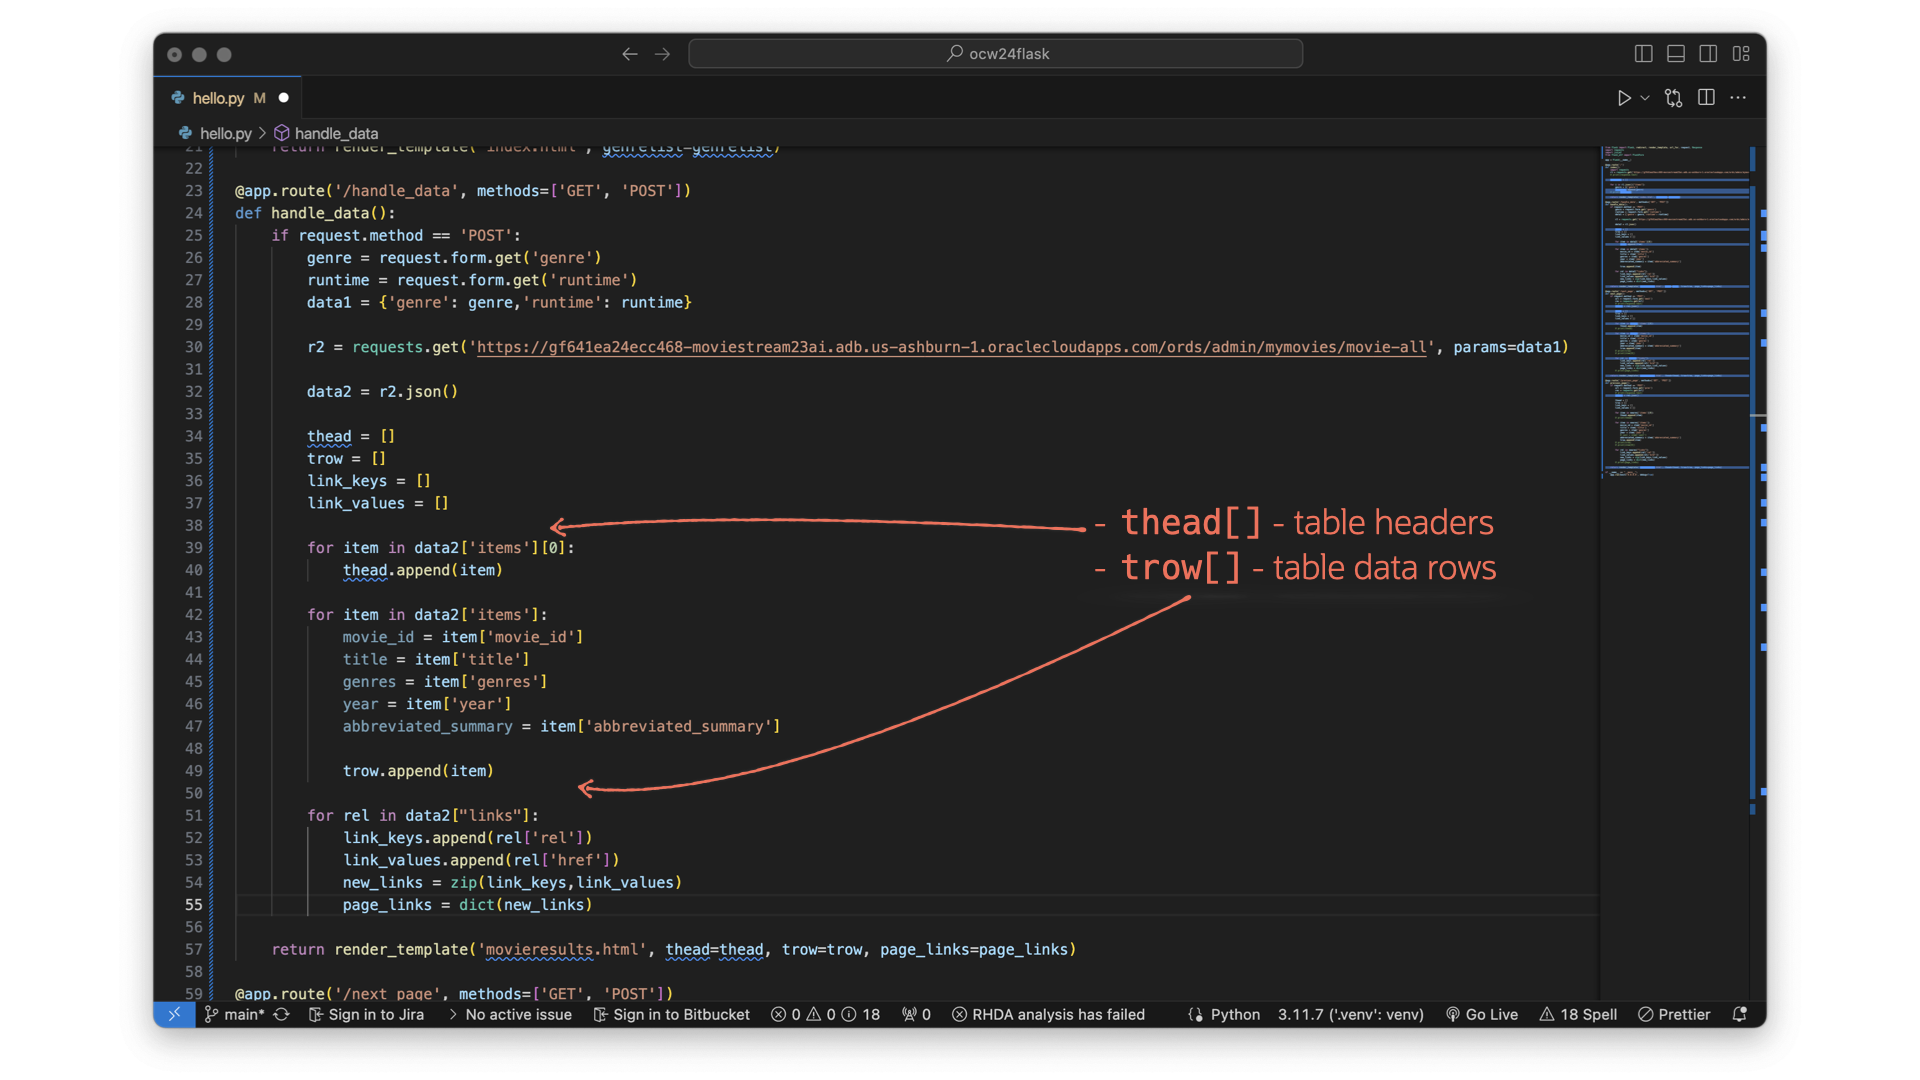 ocw24flask
hello.py M
hello.py > handle_data
21 return render_template('index.html', genrelist=genrelist)
22
23 @app.route('/handle_data', methods=['GET', 'POST'])
24 def handle_data():
25 if request.method == 'POST':
26 genre = request.form.get('genre')
27 runtime = request.form.get('runtime')
28 data1 = {'genre': genre,'runtime': runtime}
29
30 r2 = requests.get('https://gf641ea24ecc468-moviestream23ai.adb.us-ashburn-1.oraclecloudapps.com/ords/admin/mymovies/movie-all', params=data1)
31
32 data2 = r2.json()
33
34 thead = []
35 trow = []
36 link_keys = []
37 link_values = []
38
- thead[] - table headers
39 for item in data2['items'][0]:
40 thead.append(item)
- trow[] - table data rows
41
42 for item in data2['items']:
43 movie_id = item['movie_id']
44 title = item['title']
45 genres = item['genres']
46 year = item['year']
47 abbreviated_summary = item['abbreviated_summary']
48
49 trow.append(item)
50
51 for rel in data2["links"]:
52 link_keys.append(rel['rel'])
53 link_values.append(rel['href'])
54 new_links = zip(link_keys,link_values)
55 page_links = dict(new_links)
56
57 return render_template('movieresults.html', thead=thead, trow=trow, page_links=page_links)
58
59 @app.route('/next_page', methods=['GET', 'POST'])
main* Sign in to Jira > No active issue Sign in to Bitbucket 0 0 18 0 RHDA analysis has failed Python 3.11.7 ('.venv': venv) Go Live 18 Spell Prettier